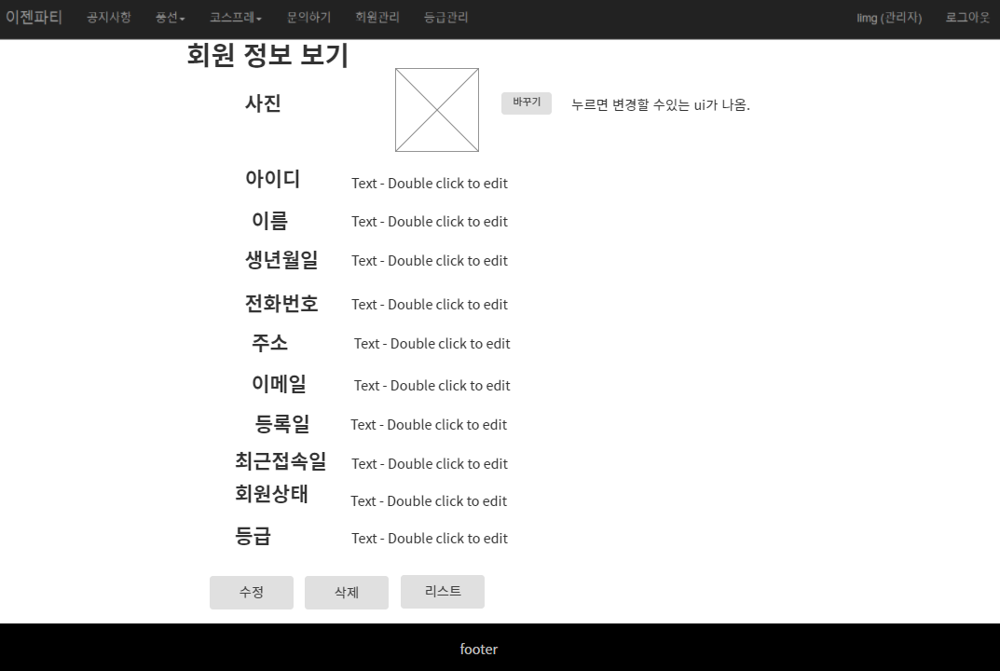 이젠파티 공지사항 풍선 코스프레 문의하기 회원관리 등급관리 limg (관리자) 로그아웃
회원 정보 보기
사진 바꾸기 누르면 변경할 수있는 ui가 나옴.
아이디 Text - Double click to edit
이름 Text - Double click to edit
생년월일 Text - Double click to edit
전화번호 Text - Double click to edit
주소 Text - Double click to edit
이메일 Text - Double click to edit
등록일 Text - Double click to edit
최근접속일 Text - Double click to edit
회원상태 Text - Double click to edit
등급 Text - Double click to edit
수정 삭제 리스트
footer